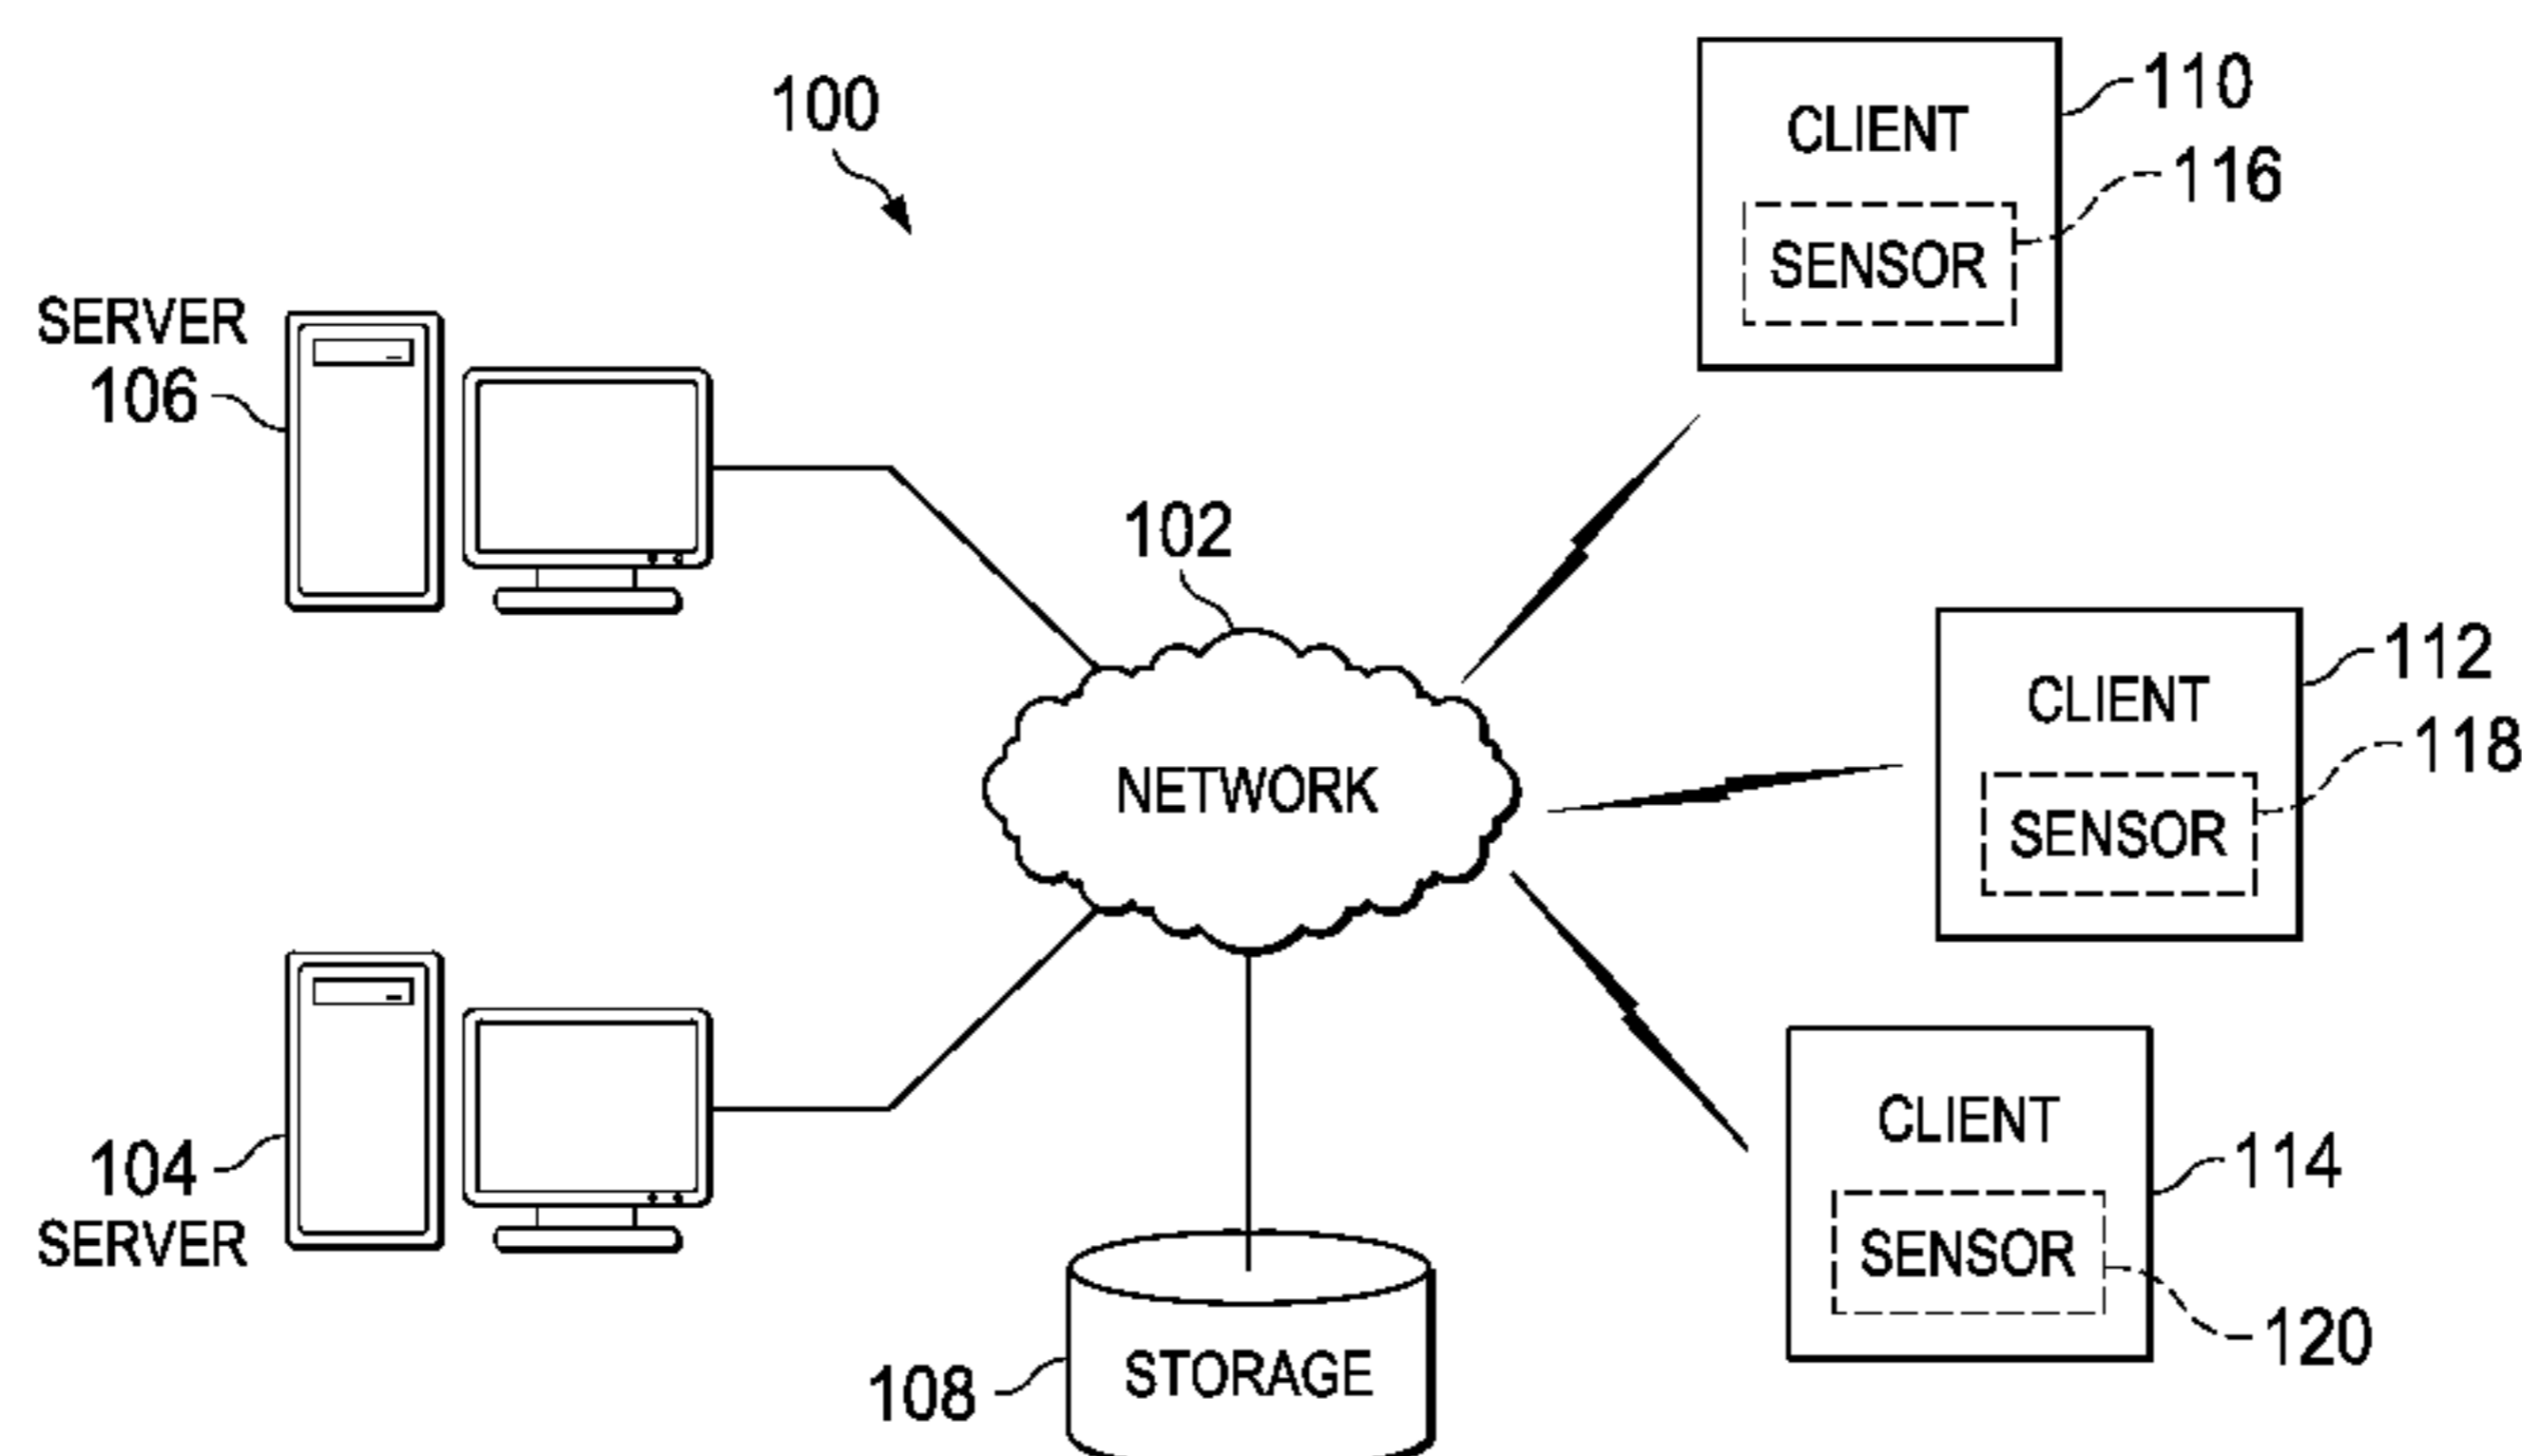 100
SERVER
106
102
NETWORK
104
SERVER
108
STORAGE
CLIENT
110
SENSOR
116
CLIENT
112
SENSOR
118
CLIENT
114
SENSOR
120